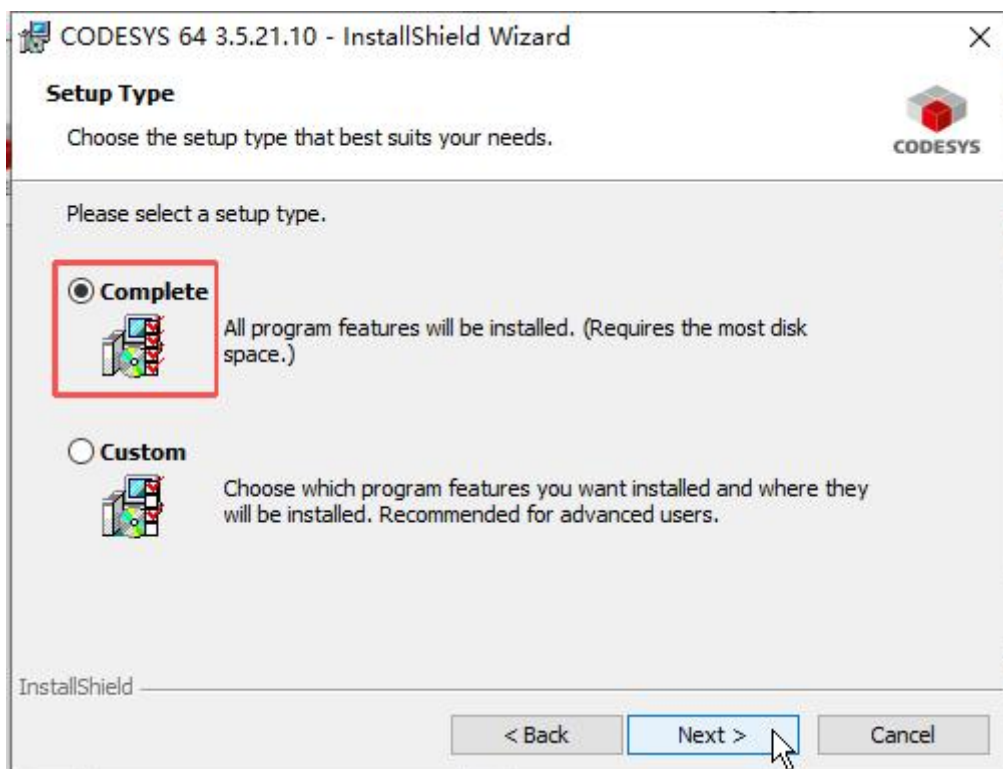 CODESYS 64 3.5.21.10 - InstallShield Wizard
Setup Type
Choose the setup type that best suits your needs.
CODESYS
Please select a setup type.
Complete
All program features will be installed. (Requires the most disk
space.)
Custom
Choose which program features you want installed and where they
will be installed. Recommended for advanced users.
InstallShield
< Back
Next >
Cancel